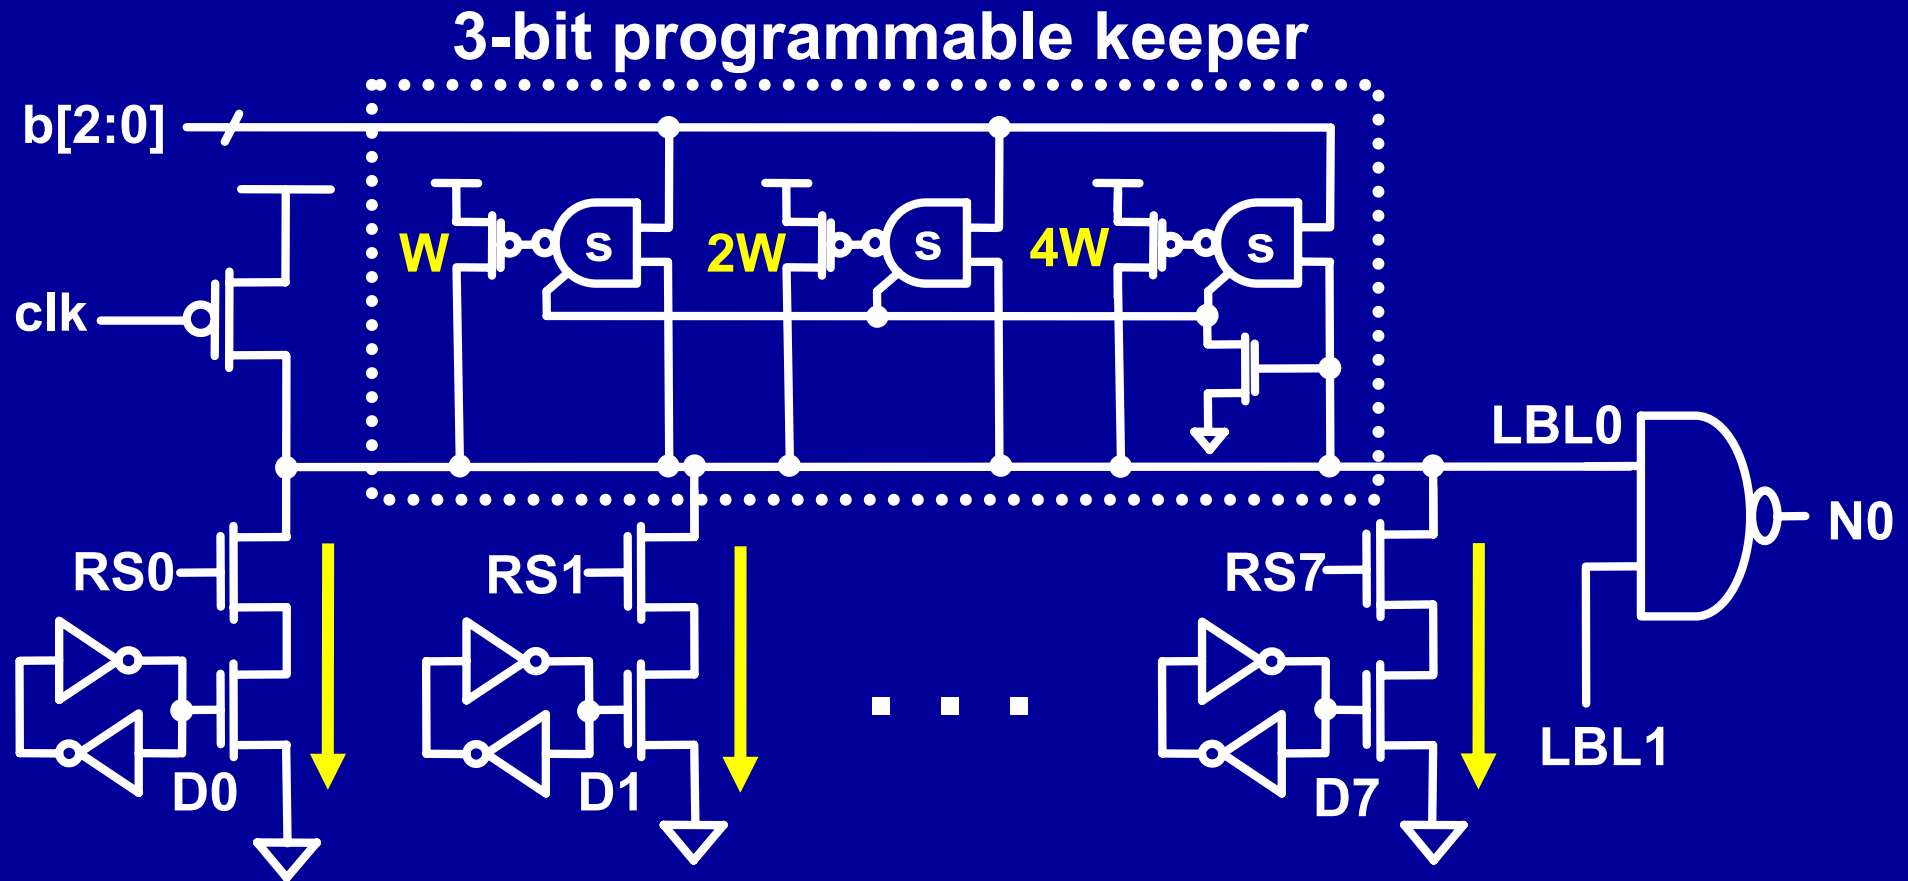 3-bit programmable keeper
b[2:0]
W
s
2W
s
4W
s
clk
LBL0
N0
RS0
RS1
RS7
LBL1
D0
D1
D7
. . .